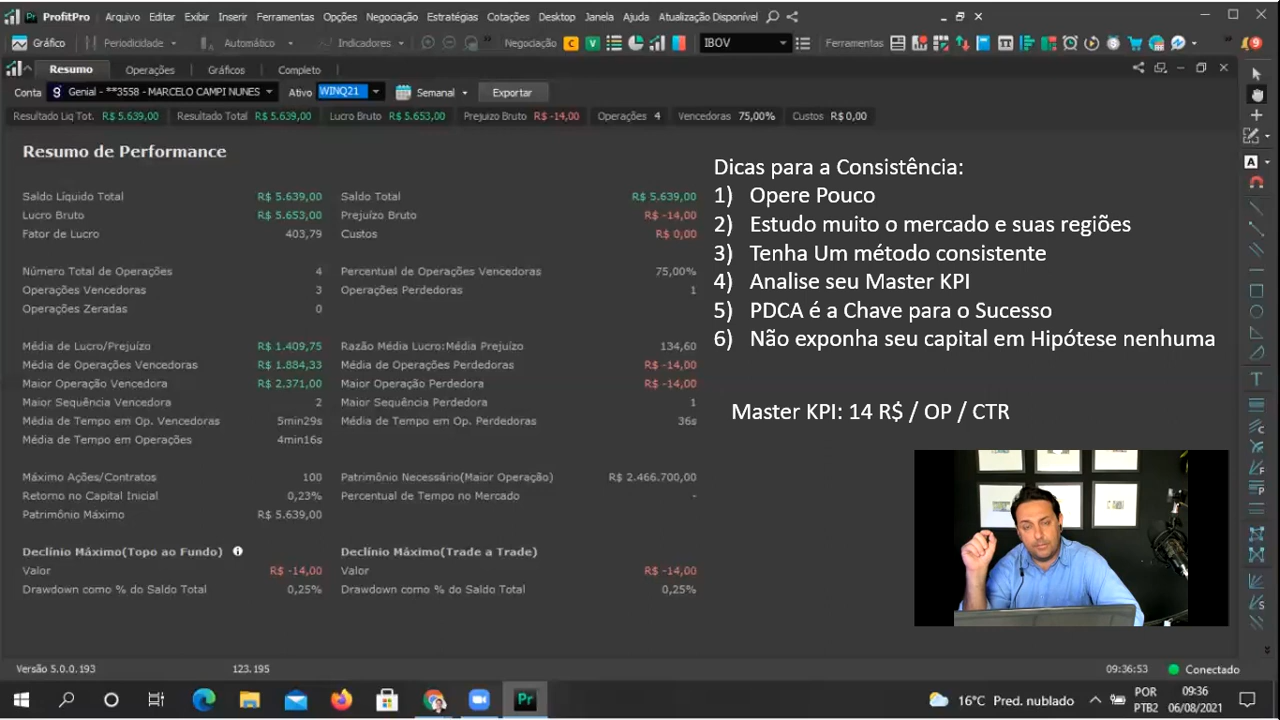 ProfitPro Arquivo Editar Exibir Inserir Ferramentas Opções Negociação Estratégias Cotações Desktop Janela Ajuda Atualização Disponível
Gráfico Periodicidade Automático Indicadores Negociação C V IBOV Ferramentas 9
Resumo Operações Gráficos Completo
Conta Genial - **3558 - MARCELO CAMPI NUNES Ativo WINQ21 Semanal Exportar
Resultado Liq Tot. R$ 5.639,00 Resultado Total R$ 5.639,00 Lucro Bruto R$ 5.653,00 Prejuizo Bruto R$ -14,00 Operações 4 Vencedoras 75,00% Custos R$ 0,00
Resumo de Performance
Saldo Líquido Total R$ 5.639,00 Saldo Total R$ 5.639,00
Lucro Bruto R$ 5.653,00 Prejuízo Bruto R$ -14,00
Fator de Lucro 403,79 Custos R$ 0,00
Número Total de Operações 4 Percentual de Operações Vencedoras 75,00%
Operações Vencedoras 3 Operações Perdedoras 1
Operações Zeradas 0
Média de Lucro/Prejuízo R$ 1.409,75 Razão Média Lucro:Média Prejuízo 134,60
Média de Operações Vencedoras R$ 1.884,33 Média de Operações Perdedoras R$ -14,00
Maior Operação Vencedora R$ 2.371,00 Maior Operação Perdedora R$ -14,00
Maior Sequência Vencedora 2 Maior Sequência Perdedora 1
Média de Tempo em Op. Vencedoras 5min29s Média de Tempo em Op. Perdedoras 36s
Média de Tempo em Operações 4min16s
Máximo Ações/Contratos 100 Patrimônio Necessário(Maior Operação) R$ 2.466.700,00
Retorno no Capital Inicial 0,23% Percentual de Tempo no Mercado -
Patrimônio Máximo R$ 5.639,00
Declínio Máximo(Topo ao Fundo) Declínio Máximo(Trade a Trade)
Valor R$ -14,00 Valor R$ -14,00
Drawdown como % do Saldo Total 0,25% Drawdown como % do Saldo Total 0,25%
Dicas para a Consistência:
1) Opere Pouco
2) Estudo muito o mercado e suas regiões
3) Tenha Um método consistente
4) Analise seu Master KPI
5) PDCA é a Chave para o Sucesso
6) Não exponha seu capital em Hipótese nenhuma
Master KPI: 14 R$ / OP / CTR
Versão 5.0.0.193 123.195 09:36:53 Conectado
Pr 16°C Pred. nublado POR PTB2 09:36 06/08/2021